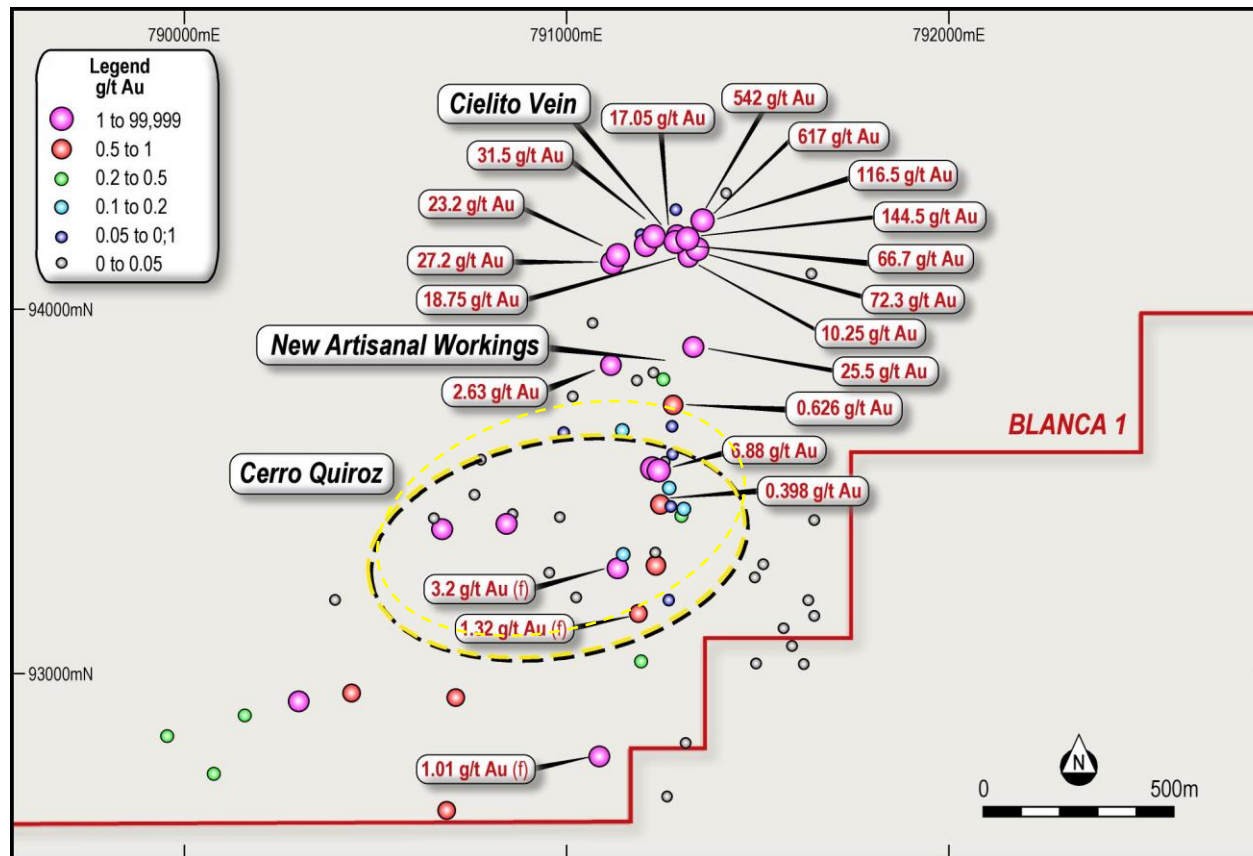 790000mE
791000mE
792000mE
Legend
g/t Au
1 to 99,999
0.5 to 1
0.2 to 0.5
0.1 to 0.2
0.05 to 0;1
0 to 0.05
Cielito Vein
17.05 g/t Au
542 g/t Au
617 g/t Au
31.5 g/t Au
116.5 g/t Au
23.2 g/t Au
144.5 g/t Au
27.2 g/t Au
66.7 g/t Au
18.75 g/t Au
72.3 g/t Au
94000mN
10.25 g/t Au
New Artisanal Workings
25.5 g/t Au
2.63 g/t Au
0.626 g/t Au
BLANCA 1
6.88 g/t Au
Cerro Quiroz
0.398 g/t Au
3.2 g/t Au (f)
1.32 g/t Au (f)
93000mN
1.01 g/t Au (f)
N
0
500m